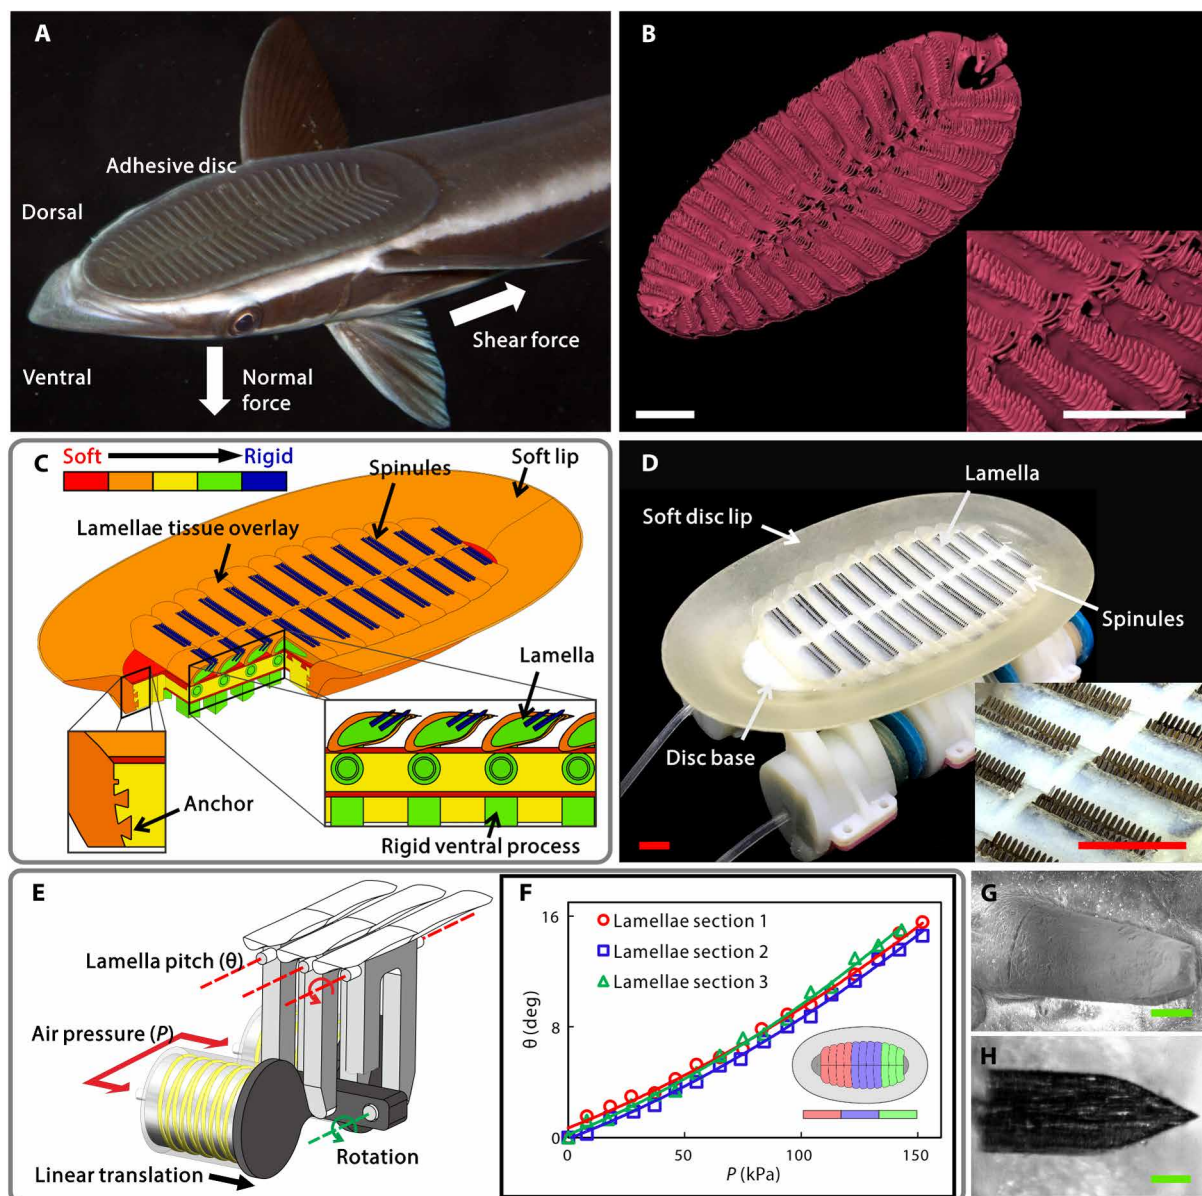 A
Adhesive disc
Dorsal
Ventral
Normal
force
Shear force
B
C
Soft
Rigid
Spinules
Soft lip
Lamellae tissue overlay
Lamella
Anchor
Rigid ventral process
D
Lamella
Soft disc lip
Spinules
Disc base
E
Lamella pitch (θ)
Air pressure (P)
Linear translation
Rotation
F
16
8
0
θ (deg)
Lamellae section 1
Lamellae section 2
Lamellae section 3
0
50
100
150
P (kPa)
G
H